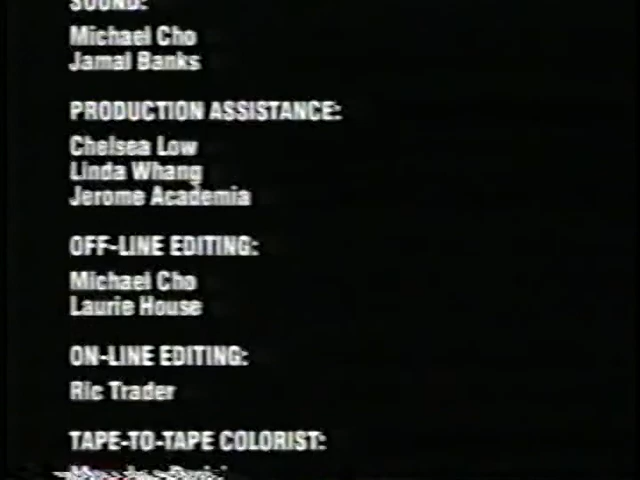 SOUND:
Michael Cho
Jamal Banks
PRODUCTION ASSISTANCE:
Chelsea Low
Linda Whang
Jerome Academia
OFF-LINE EDITING:
Michael Cho
Laurie House
ON-LINE EDITING:
Ric Trader
TAPE-TO-TAPE COLORIST: